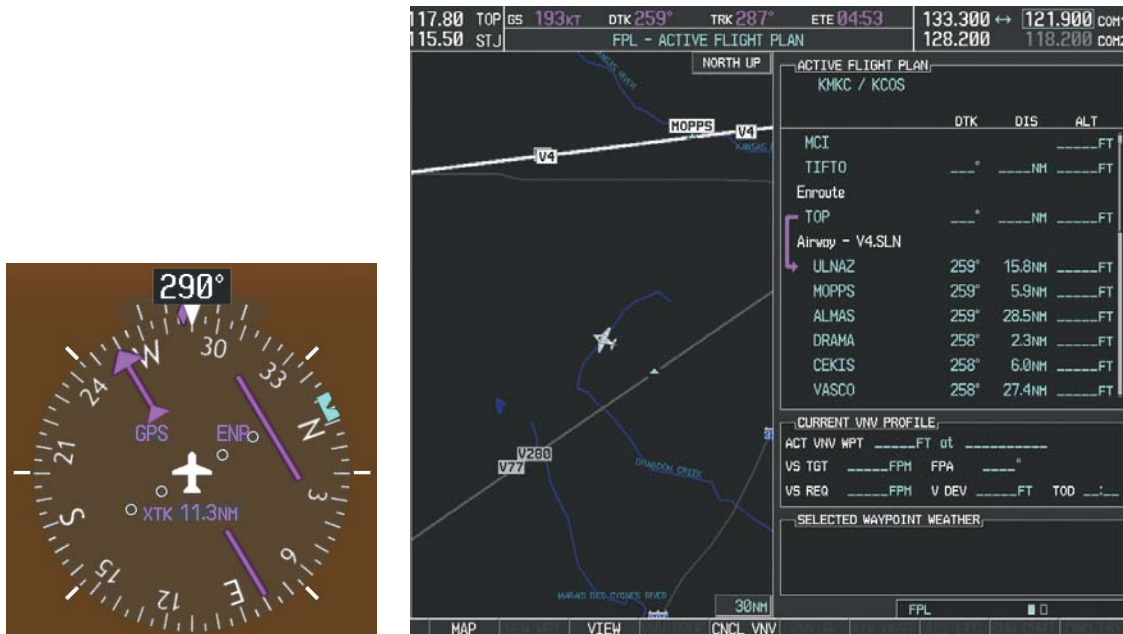 290°
30
33
N
3
6
E
12
15
S
21
24
W
GPS
ENR
XTK 11.3NM
117.80 TOP
115.50 STJ
GS 193KT DTK 259° TRK 287° ETE 04:53
FPL - ACTIVE FLIGHT PLAN
133.300 ↔ 121.900 COM1
128.200 118.200 COM2
NORTH UP
MOPPS
V4
V4
V280
V77
DRAGOON CREEK
MARAIS DES CYGNES RIVER
30NM
ACTIVE FLIGHT PLAN
KMKC / KCOS
DTK DIS ALT
MCI _____FT
TIFTO ___° ____NM _____FT
Enroute
TOP ___° ____NM _____FT
Airway - V4.SLN
ULNAZ 259° 15.8NM _____FT
MOPPS 259° 5.9NM _____FT
ALMAS 259° 28.5NM _____FT
DRAMA 258° 2.3NM _____FT
CEKIS 258° 6.0NM _____FT
VASCO 258° 27.4NM _____FT
CURRENT VNV PROFILE
ACT VNV WPT _____FT at __________
VS TGT _____FPM FPA ____°
VS REQ _____FPM V DEV _____FT TOD __:__
SELECTED WAYPOINT WEATHER
FPL
MAP VIEW CNCL VNV